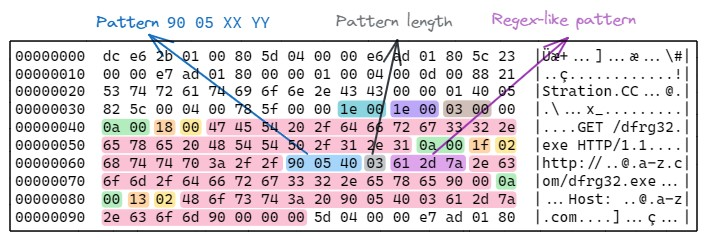 Pattern 90 05 XX YY
Pattern length
Regex-like pattern
00000000 dc e6 2b 01 00 80 5d 04 00 00 e6 ad 01 80 5c 23 |Üæ+...]...æ...\#|
00000010 00 00 e7 ad 01 80 00 00 01 00 04 00 0d 00 88 21 |..ç............!|
00000020 53 74 72 61 74 69 6f 6e 2e 43 43 00 00 01 40 05 |Stration.CC...@.|
00000030 82 5c 00 04 00 78 5f 00 00 1e 00 1e 00 03 00 00 |.\...x_.........|
00000040 0a 00 18 00 47 45 54 20 2f 64 66 72 67 33 32 2e |....GET /dfrg32.|
00000050 65 78 65 20 48 54 54 50 2f 31 2e 31 0a 00 1f 02 |exe HTTP/1.1....|
00000060 68 74 74 70 3a 2f 2f 90 05 40 03 61 2d 7a 2e 63 |http://..@.a-z.c|
00000070 6f 6d 2f 64 66 72 67 33 32 2e 65 78 65 90 00 0a |om/dfrg32.exe...|
00000080 00 13 02 48 6f 73 74 3a 20 90 05 40 03 61 2d 7a |...Host: ..@.a-z|
00000090 2e 63 6f 6d 90 00 00 00 5d 04 00 00 e7 ad 01 80 |.com....]...ç...|